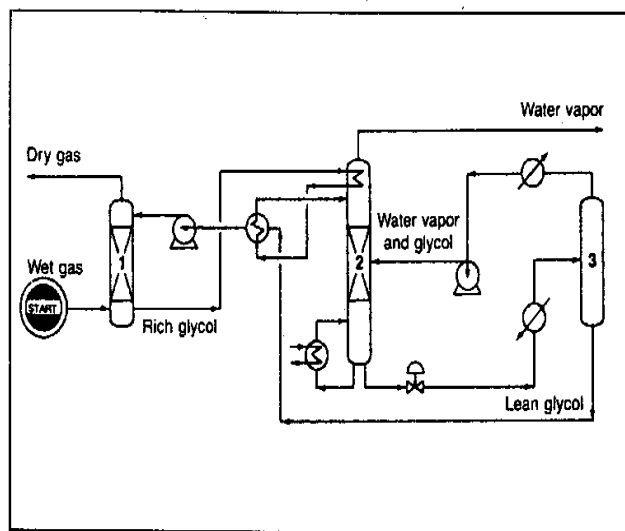 Water vapor
Dry gas
Water vapor
and glycol
1
2
3
Wet gas
START
Rich glycol
Lean glycol